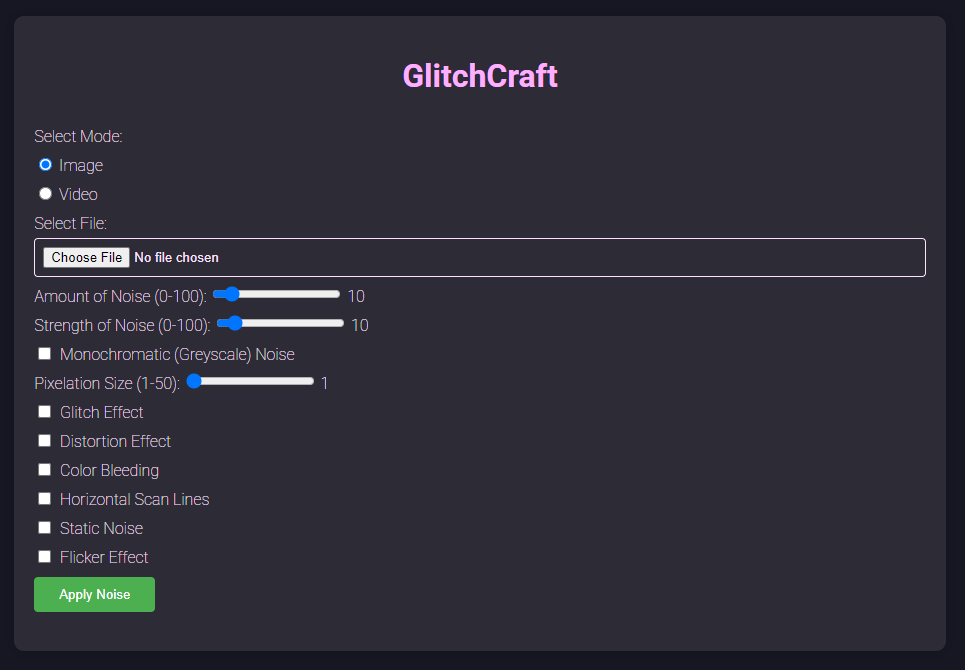 GlitchCraft
Select Mode:
Image
Video
Select File:
Choose File No file chosen
Amount of Noise (0-100): 10
Strength of Noise (0-100): 10
Monochromatic (Greyscale) Noise
Pixelation Size (1-50): 1
Glitch Effect
Distortion Effect
Color Bleeding
Horizontal Scan Lines
Static Noise
Flicker Effect
Apply Noise